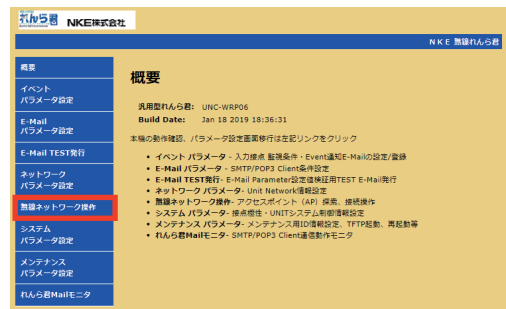 れんら君 NKE株式会社
NKE 無線れんら君
概要
イベント
パラメータ設定
E-Mail
パラメータ設定
E-Mail TEST発行
ネットワーク
パラメータ設定
無線ネットワーク操作
システム
パラメータ設定
メンテナンス
パラメータ設定
れんら君Mailモニタ
概要
汎用型れんら君: UNC-WRP06
Build Date: Jan 18 2019 18:36:31
本機の動作確認、パラメータ設定画面移行は左記リンクをクリック
• イベント パラメータ - 入力接点 監視条件・Event通知E-Mailの設定/登録
• E-Mail パラメータ - SMTP/POP3 Client条件設定
• E-Mail TEST発行- E-Mail Parameter設定値検証用TEST E-Mail発行
• ネットワーク パラメータ- Unit Network情報設定
• 無線ネットワーク操作- アクセスポイント（AP）探索、接続操作
• システム パラメータ- 接点極性・UNITシステム制御情報設定
• メンテナンス パラメータ- メンテナンス用ID情報設定、TFTP起動、再起動等
• れんら君Mailモニタ- SMTP/POP3 Client通信動作モニタ